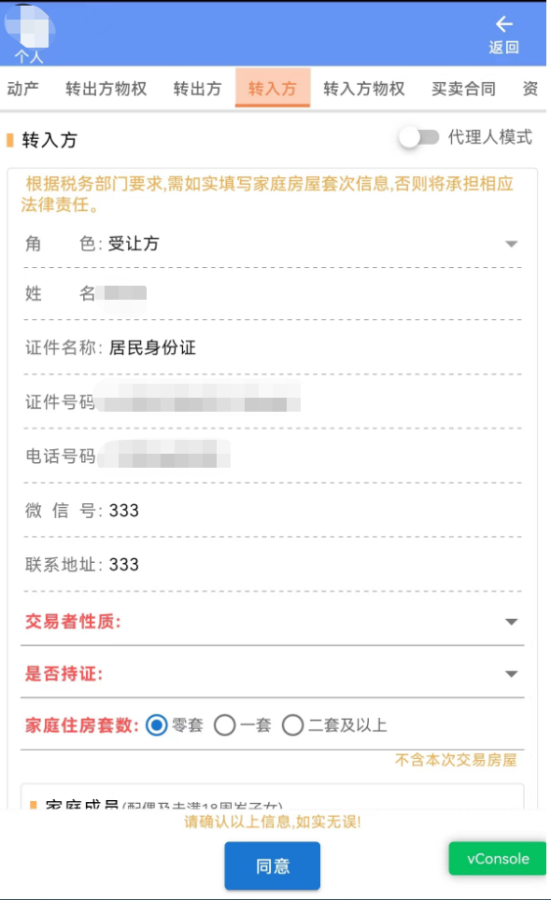 个人
返回
动产 转出方物权 转出方 转入方 转入方物权 买卖合同 资
转入方 代理人模式
根据税务部门要求,需如实填写家庭房屋套次信息,否则将承担相应
法律责任。
角 色: 受让方
姓 名
证件名称: 居民身份证
证件号码
电话号码
微 信 号: 333
联系地址: 333
交易者性质:
是否持证:
家庭住房套数: 零套 一套 二套及以上
不含本次交易房屋
家庭成员(配偶及未满18周岁子女)
请确认以上信息,如实无误!
同意
vConsole